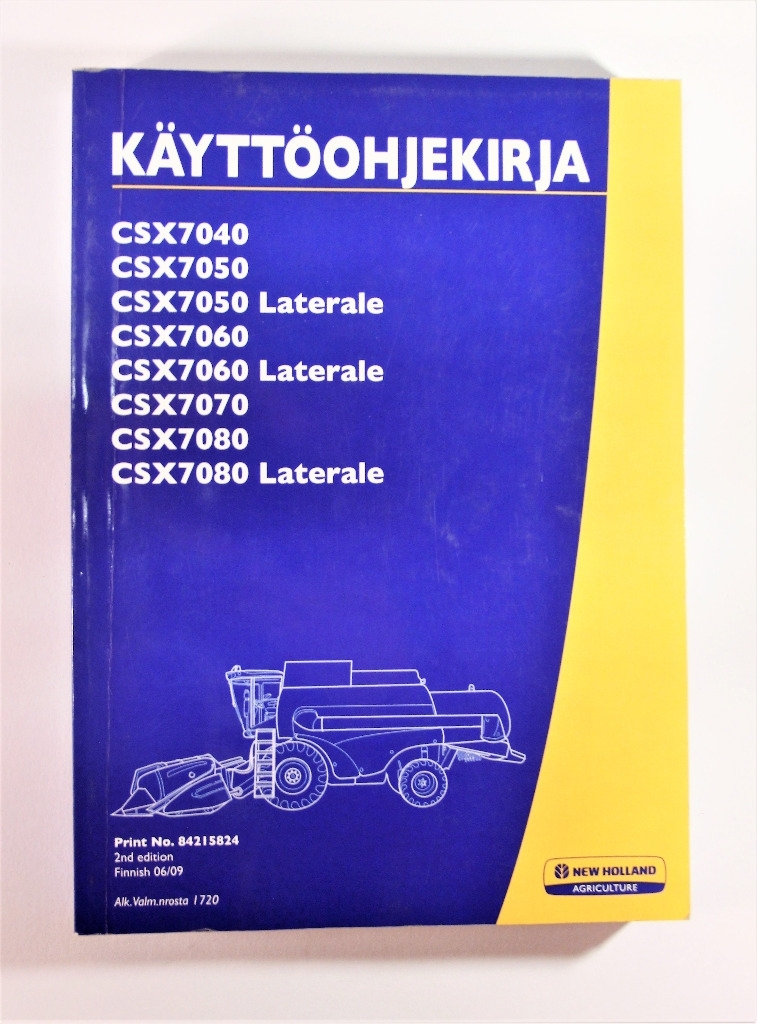 KÄYTTÖOHJEKIRJA
CSX7040
CSX7050
CSX7050 Laterale
CSX7060
CSX7060 Laterale
CSX7070
CSX7080
CSX7080 Laterale
Print No. 84215824
2nd edition
Finnish 06/09
Alk.Valm.nrosta 1720
NEW HOLLAND
AGRICULTURE